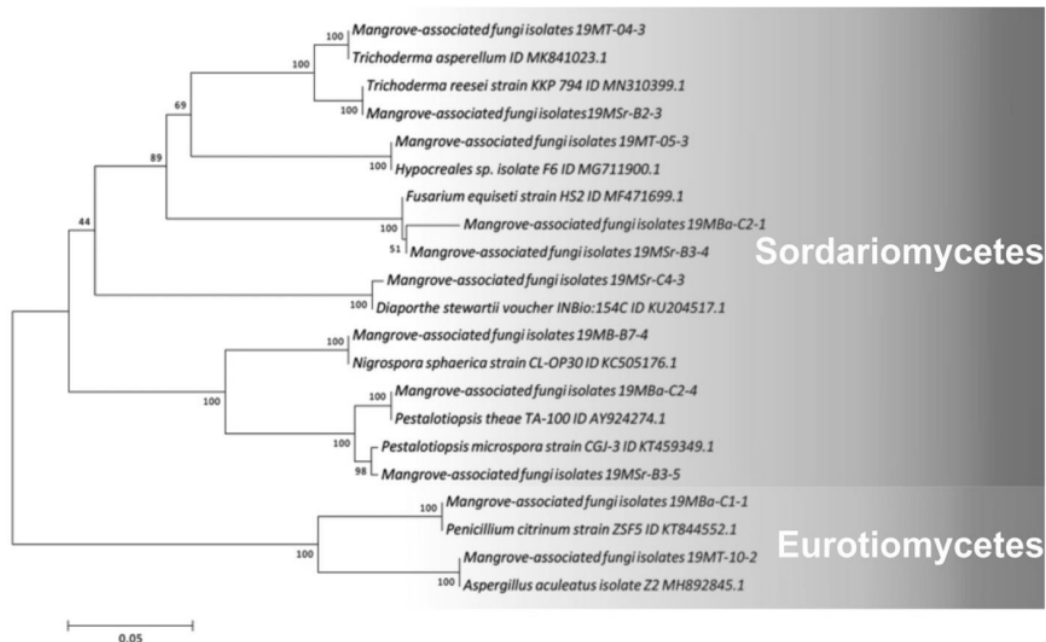 Mangrove-associated fungi isolates 19MT-04-3
100
Trichoderma asperellum ID MK841023.1
100
Trichoderma reesei strain KKP 794 ID MN310399.1
69
100
Mangrove-associated fungi isolates19MSr-B2-3
Mangrove-associated fungi isolates 19MT-05-3
89
100
Hypocreales sp. isolate F6 ID MG711900.1
Fusarium equiseti strain HS2 ID MF471699.1
44
100
Mangrove-associated fungi isolates 19MBa-C2-1
51
Mangrove-associated fungi isolates 19MSr-B3-4
Sordariomycetes
Mangrove-associated fungi isolates 19MSr-C4-3
100
Diaporthe stewartii voucher INBio:154C ID KU204517.1
Mangrove-associated fungi isolates 19MB-B7-4
100
Nigrospora sphaerica strain CL-OP30 ID KC505176.1
Mangrove-associated fungi isolates 19MBa-C2-4
100
100
Pestalotiopsis theae TA-100 ID AY924274.1
100
Pestalotiopsis microspora strain CGJ-3 ID KT459349.1
98
Mangrove-associated fungi isolates 19MSr-B3-5
Mangrove-associated fungi isolates 19MBa-C1-1
100
Penicillium citrinum strain ZSF5 ID KT844552.1
Eurotiomycetes
100
Mangrove-associated fungi isolates 19MT-10-2
100
Aspergillus aculeatus isolate Z2 MH892845.1
0.05